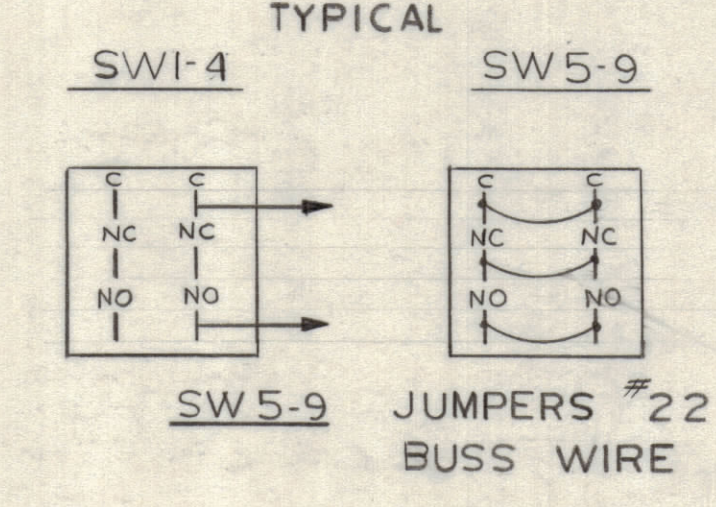 TYPICAL
SW1-4
SW5-9
C C
NC NC
NO NO
C C
NC NC
NO NO
SW5-9
JUMPERS #22
BUSS WIRE